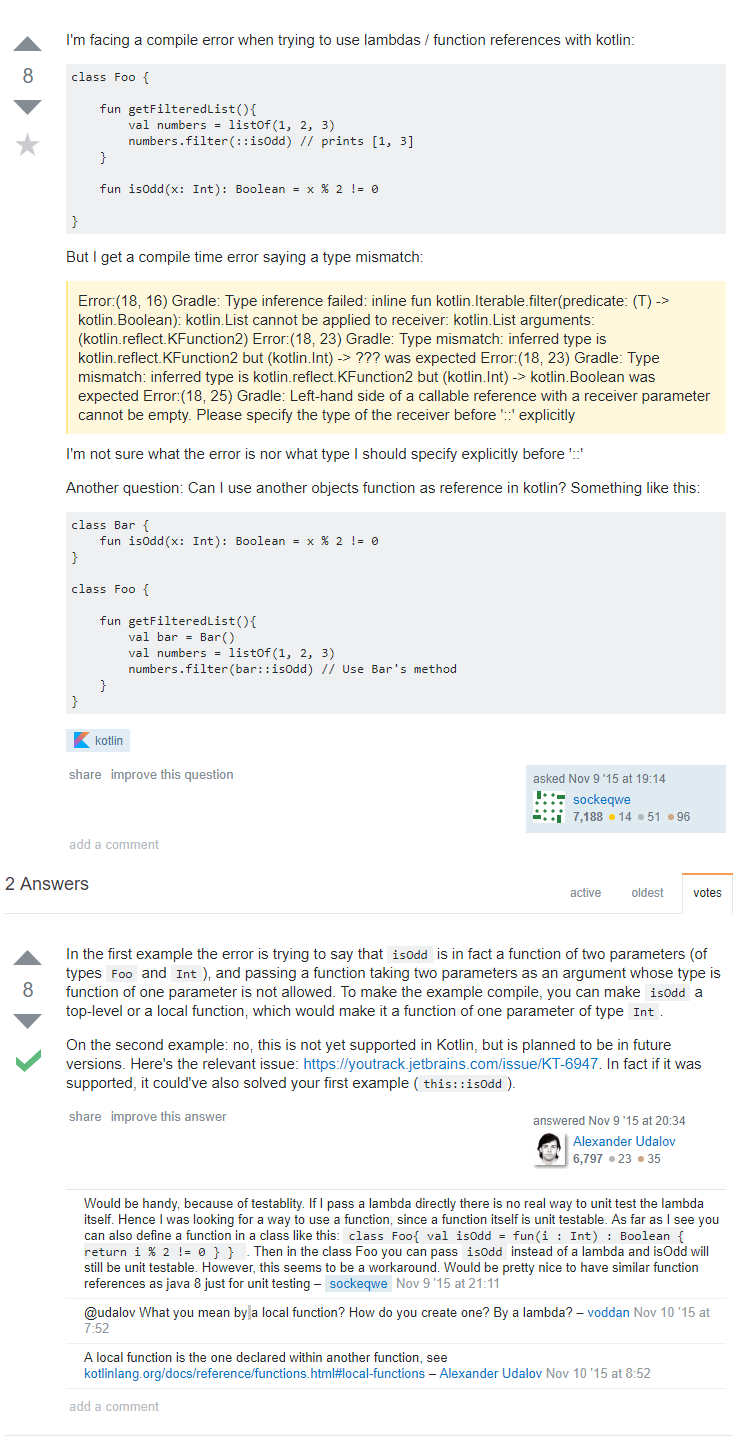 I'm facing a compile error when trying to use lambdas / function references with kotlin:
8
class Foo {
fun getFilteredList(){
val numbers = listOf(1, 2, 3)
numbers.filter(::isOdd) // prints [1, 3]
}
fun isOdd(x: Int): Boolean = x % 2 != 0
}
But I get a compile time error saying a type mismatch:
Error:(18, 16) Gradle: Type inference failed: inline fun kotlin.Iterable.filter(predicate: (T) ->
kotlin.Boolean): kotlin.List cannot be applied to receiver: kotlin.List arguments:
(kotlin.reflect.KFunction2) Error:(18, 23) Gradle: Type mismatch: inferred type is
kotlin.reflect.KFunction2 but (kotlin.Int) -> ??? was expected Error:(18, 23) Gradle: Type
mismatch: inferred type is kotlin.reflect.KFunction2 but (kotlin.Int) -> kotlin.Boolean was
expected Error:(18, 25) Gradle: Left-hand side of a callable reference with a receiver parameter
cannot be empty. Please specify the type of the receiver before '::' explicitly
I'm not sure what the error is nor what type I should specify explicitly before '::'
Another question: Can I use another objects function as reference in kotlin? Something like this:
class Bar {
fun isOdd(x: Int): Boolean = x % 2 != 0
}
class Foo {
fun getFilteredList(){
val bar = Bar()
val numbers = listOf(1, 2, 3)
numbers.filter(bar::isOdd) // Use Bar's method
}
}
kotlin
share improve this question
asked Nov 9 '15 at 19:14
sockeqwe
7,188 14 51 96
add a comment
2 Answers
active oldest votes
In the first example the error is trying to say that isOdd is in fact a function of two parameters (of
types Foo and Int ), and passing a function taking two parameters as an argument whose type is
function of one parameter is not allowed. To make the example compile, you can make isOdd a
top-level or a local function, which would make it a function of one parameter of type Int .
8
On the second example: no, this is not yet supported in Kotlin, but is planned to be in future
versions. Here's the relevant issue: https://youtrack.jetbrains.com/issue/KT-6947. In fact if it was
supported, it could've also solved your first example ( this::isOdd ).
share improve this answer
answered Nov 9 '15 at 20:34
Alexander Udalov
6,797 23 35
Would be handy, because of testablity. If I pass a lambda directly there is no real way to unit test the lambda
itself. Hence I was looking for a way to use a function, since a function itself is unit testable. As far as I see you
can also define a function in a class like this: class Foo{ val isOdd = fun(i : Int) : Boolean {
return i % 2 != 0 } } . Then in the class Foo you can pass isOdd instead of a lambda and isOdd will
still be unit testable. However, this seems to be a workaround. Would be pretty nice to have similar function
references as java 8 just for unit testing – sockeqwe Nov 9 '15 at 21:11
@udalov What you mean by a local function? How do you create one? By a lambda? – voddan Nov 10 '15 at
7:52
A local function is the one declared within another function, see
kotlinlang.org/docs/reference/functions.html#local-functions – Alexander Udalov Nov 10 '15 at 8:52
add a comment